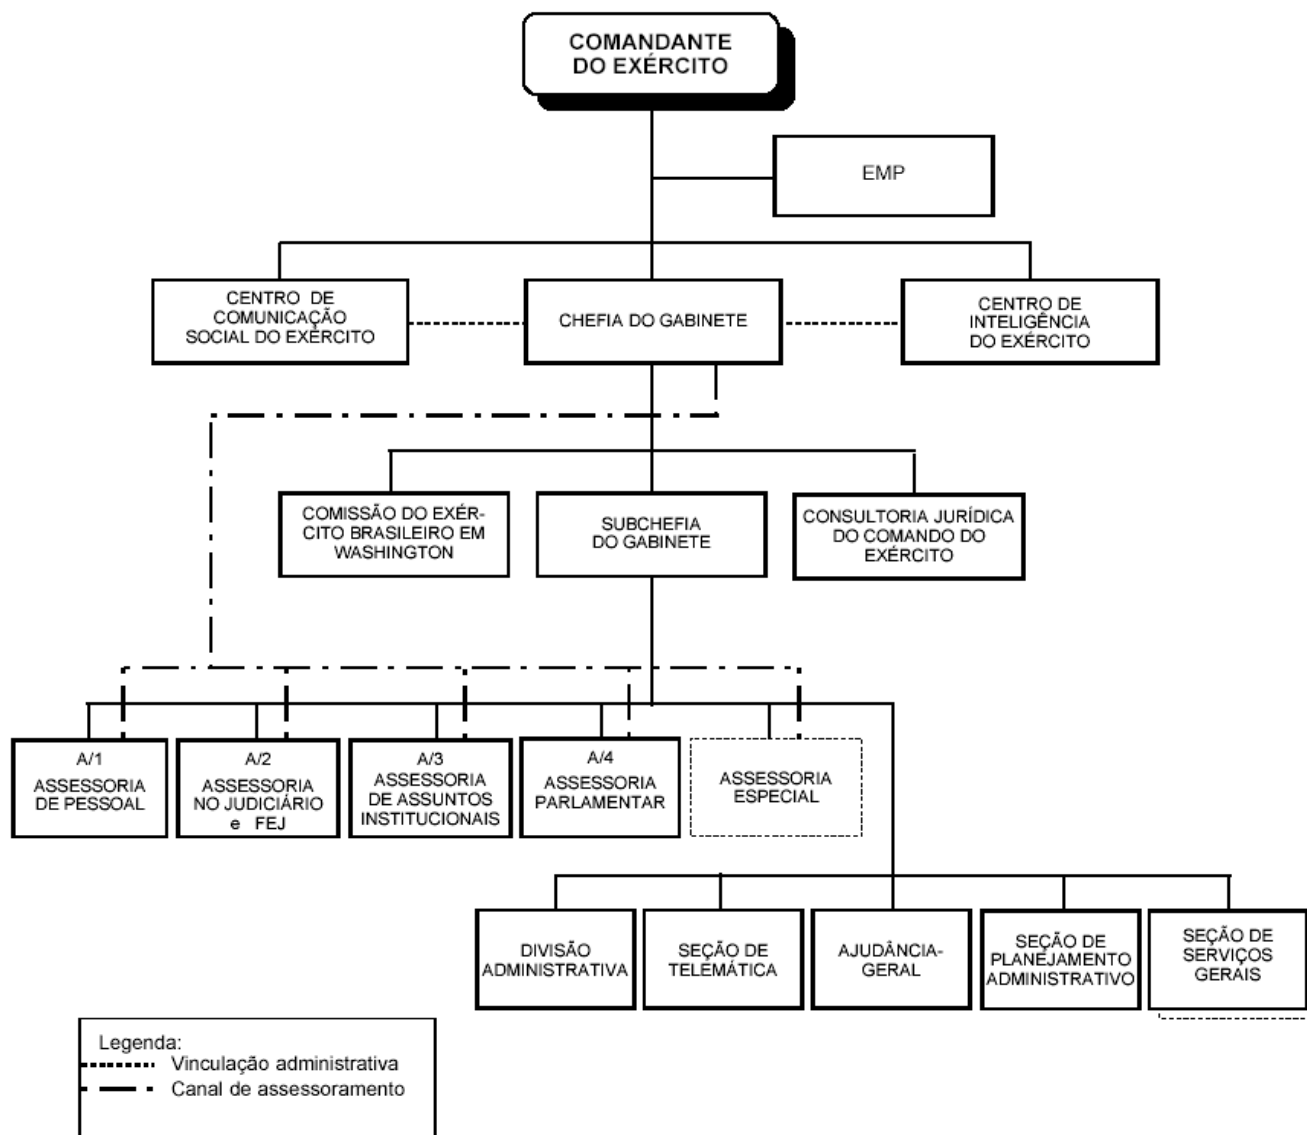 COMANDANTE
DO EXÉRCITO
EMP
CENTRO DE
COMUNICAÇÃO
SOCIAL DO EXÉRCITO
CHEFIA DO GABINETE
CENTRO DE
INTELIGÊNCIA
DO EXÉRCITO
COMISSÃO DO EXÉR-
CITO BRASILEIRO EM
WASHINGTON
SUBCHEFIA
DO GABINETE
CONSULTORIA JURÍDICA
DO COMANDO DO
EXÉRCITO
A/1
ASSESSORIA
DE PESSOAL
A/2
ASSESSORIA
NO JUDICIÁRIO
e FEJ
A/3
ASSESSORIA
DE ASSUNTOS
INSTITUCIONAIS
A/4
ASSESSORIA
PARLAMENTAR
ASSESSORIA
ESPECIAL
DIVISÃO
ADMINISTRATIVA
SEÇÃO DE
TELEMÁTICA
AJUDÂNCIA-
GERAL
SEÇÃO DE
PLANEJAMENTO
ADMINISTRATIVO
SEÇÃO DE
SERVIÇOS
GERAIS
Legenda:
Vinculação administrativa
Canal de assessoramento